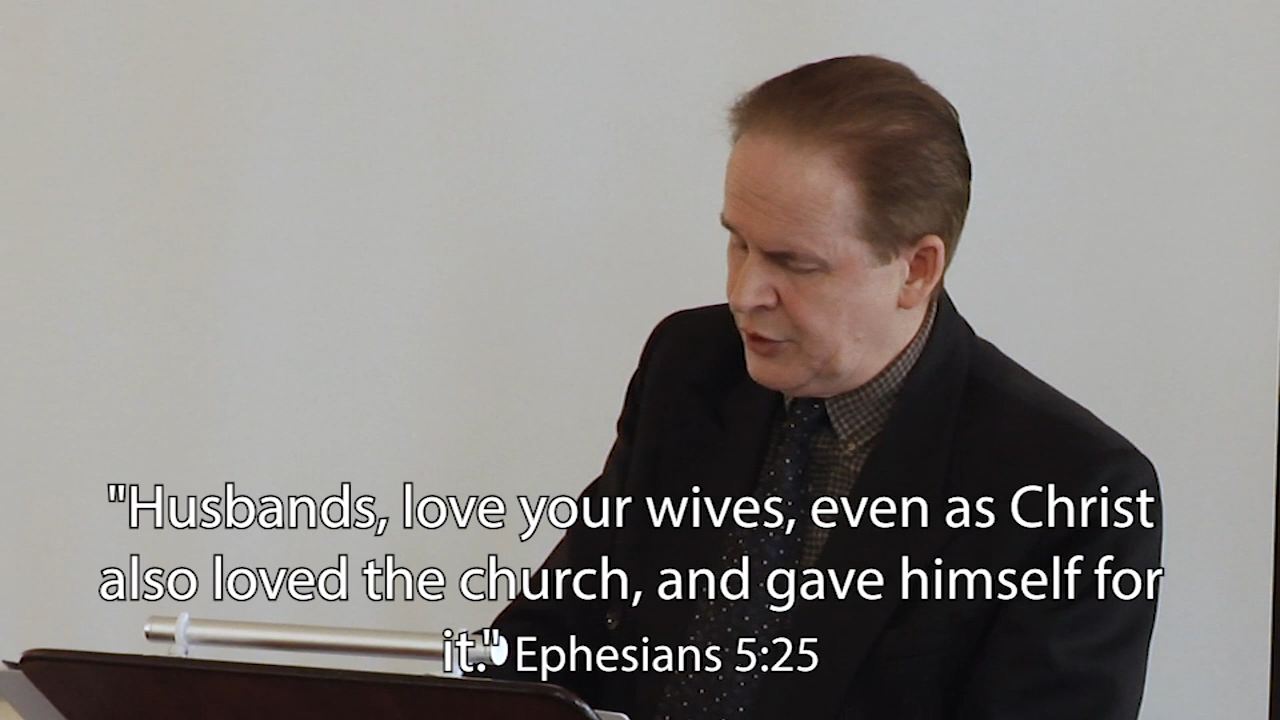 "Husbands, love your wives, even as Christ
also loved the church, and gave himself for
it." Ephesians 5:25